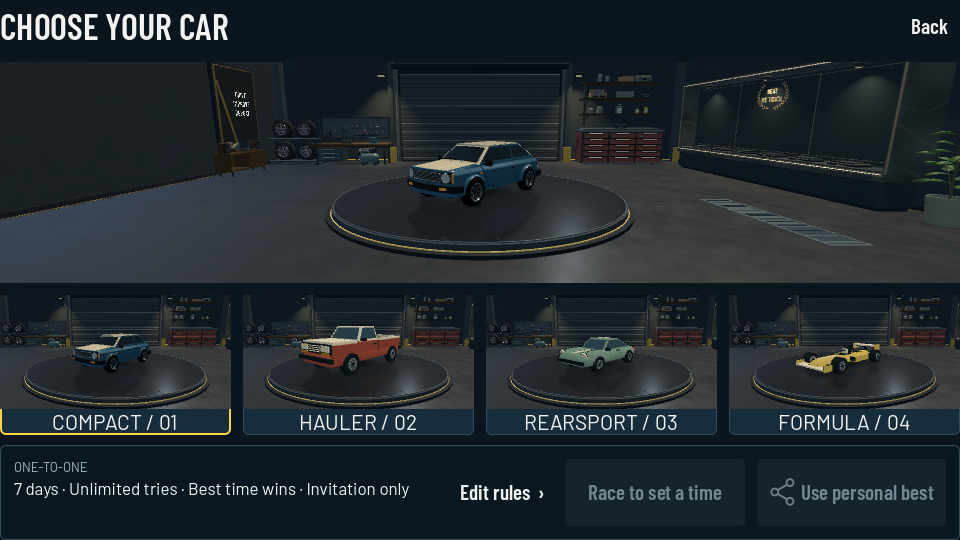 CHOOSE YOUR CAR
Back
COMPACT / 01
HAULER / 02
REARSPORT / 03
FORMULA / 04
ONE-TO-ONE
7 days · Unlimited tries · Best time wins · Invitation only
Edit rules ›
Race to set a time
Use personal best